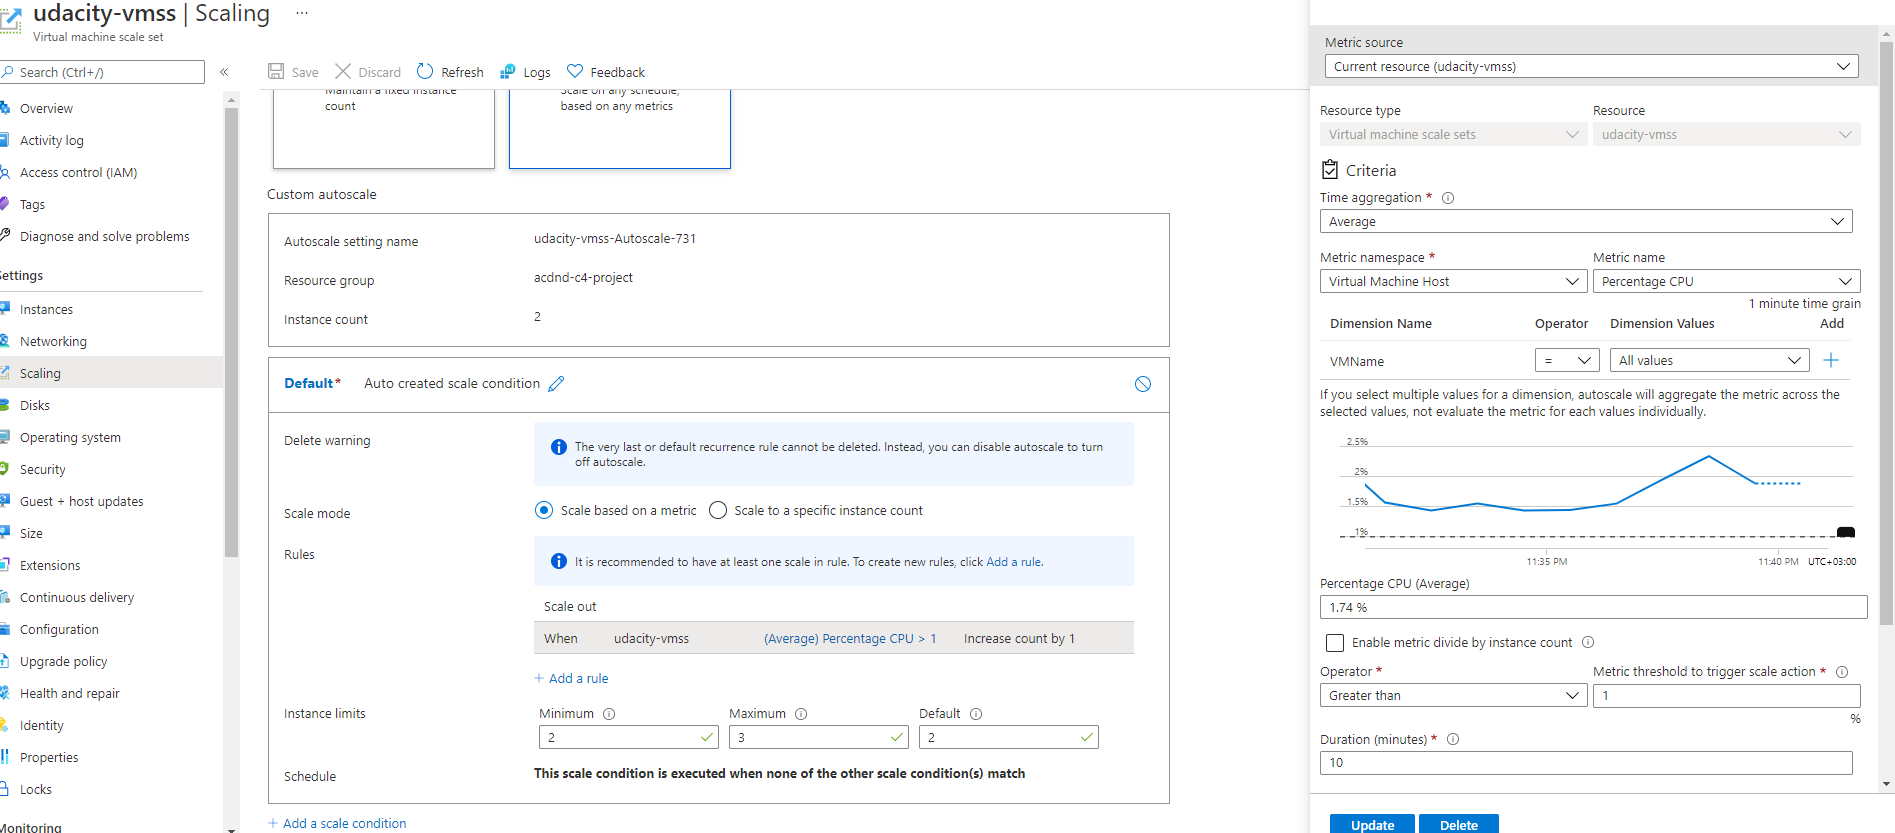 udacity-vmss | Scaling ...
Virtual machine scale set
Search (Ctrl+/) «
Overview
Activity log
Access control (IAM)
Tags
Diagnose and solve problems
Settings
Instances
Networking
Scaling
Disks
Operating system
Security
Guest + host updates
Size
Extensions
Continuous delivery
Configuration
Upgrade policy
Health and repair
Identity
Properties
Locks
Monitoring
Save Discard Refresh Logs Feedback
Maintain a fixed instance
count
Scale on any schedule,
based on any metrics
Custom autoscale
Autoscale setting name udacity-vmss-Autoscale-731
Resource group acdnd-c4-project
Instance count 2
Default* Auto created scale condition
Delete warning
The very last or default recurrence rule cannot be deleted. Instead, you can disable autoscale to turn
off autoscale.
Scale mode Scale based on a metric Scale to a specific instance count
Rules
It is recommended to have at least one scale in rule. To create new rules, click Add a rule.
Scale out
When udacity-vmss (Average) Percentage CPU > 1 Increase count by 1
+ Add a rule
Instance limits Minimum Maximum Default
2 3 2
Schedule This scale condition is executed when none of the other scale condition(s) match
+ Add a scale condition
Metric source
Current resource (udacity-vmss)
Resource type Resource
Virtual machine scale sets udacity-vmss
Criteria
Time aggregation *
Average
Metric namespace * Metric name
Virtual Machine Host Percentage CPU
1 minute time grain
Dimension Name Operator Dimension Values Add
VMName = All values +
If you select multiple values for a dimension, autoscale will aggregate the metric across the
selected values, not evaluate the metric for each values individually.
2.5%
2%
1.5%
1%
11:35 PM 11:40 PM UTC+03:00
Percentage CPU (Average)
1.74 %
Enable metric divide by instance count
Operator * Metric threshold to trigger scale action *
Greater than 1
%
Duration (minutes) *
10
Update Delete